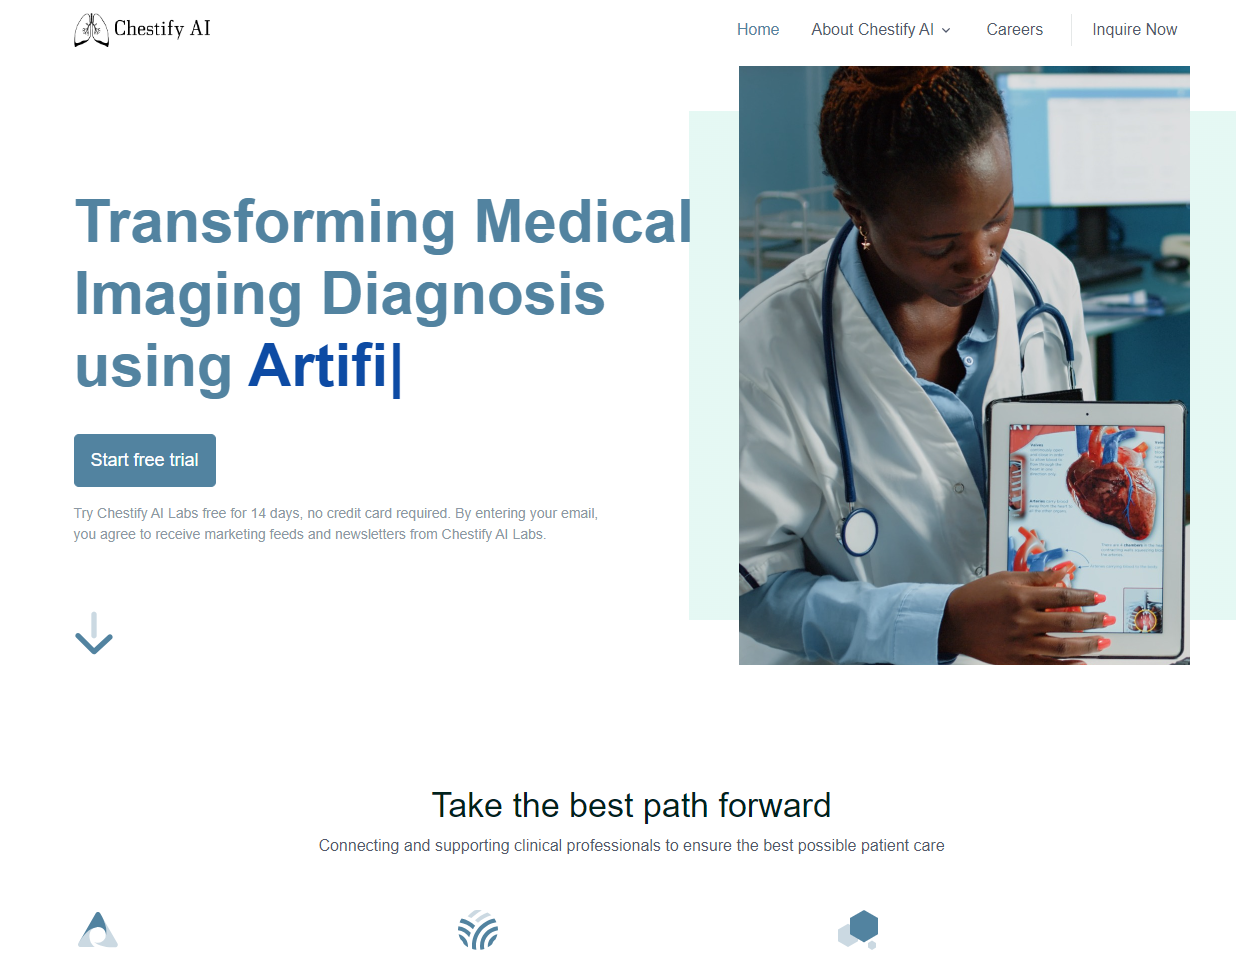 Chestify AI
Home
About Chestify AI
Careers
Inquire Now
Transforming Medical
Imaging Diagnosis
using Artifi|
Start free trial
Try Chestify AI Labs free for 14 days, no credit card required. By entering your email,
you agree to receive marketing feeds and newsletters from Chestify AI Labs.
Take the best path forward
Connecting and supporting clinical professionals to ensure the best possible patient care